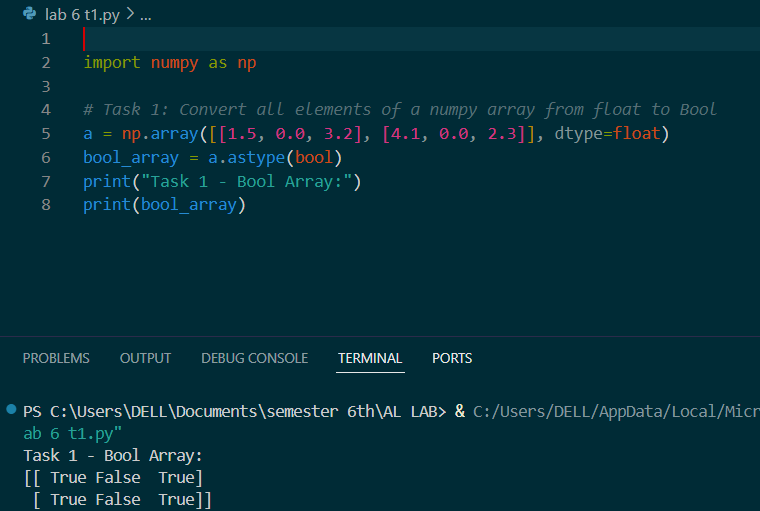 lab 6 t1.py > ...
1
2 import numpy as np
3
4 # Task 1: Convert all elements of a numpy array from float to Bool
5 a = np.array([[1.5, 0.0, 3.2], [4.1, 0.0, 2.3]], dtype=float)
6 bool_array = a.astype(bool)
7 print("Task 1 - Bool Array:")
8 print(bool_array)
PROBLEMS OUTPUT DEBUG CONSOLE TERMINAL PORTS
PS C:\Users\DELL\Documents\semester 6th\AL LAB> & C:/Users/DELL/AppData/Local/Micr
ab 6 t1.py"
Task 1 - Bool Array:
[[ True False  True]
 [ True False  True]]